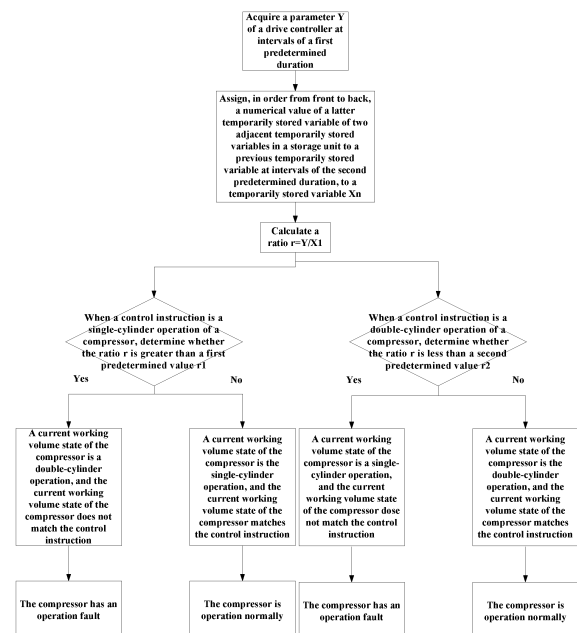 Acquire a parameter Y
of a drive controller at
intervals of a first
predetermined
duration
Assign, in order from front to back,
a numerical value of a latter
temporarily stored variable of two
adjacent temporarily stored
variables in a storage unit to a
previous temporarily stored
variable at intervals of the second
predetermined duration, to a
temporarily stored variable Xn
Calculate a
ratio r=Y/X1
When a control instruction is a
single-cylinder operation of a
compressor, determine whether
the ratio r is greater than a first
predetermined value r1
Yes
No
When a control instruction is a
double-cylinder operation of a
compressor, determine whether
the ratio r is less than a second
predetermined value r2
Yes
No
A current working
volume state of the
compressor is a
double-cylinder
operation, and the
current working
volume state of the
compressor does not
match the control
instruction
A current working
volume state of the
compressor is the
single-cylinder
operation, and the
current working
volume state of the
compressor matches
the control instruction
A current working
volume state of the
compressor is a single-
cylinder operation,
and the current
working volume state
of the compressor dose
not match the control
instruction
A current working
volume state of the
compressor is the
double-cylinder
operation, and the
current working
volume state of the
compressor matches
the control instruction
The compressor has an
operation fault
The compressor is
operation normally
The compressor has an
operation fault
The compressor is
operation normally